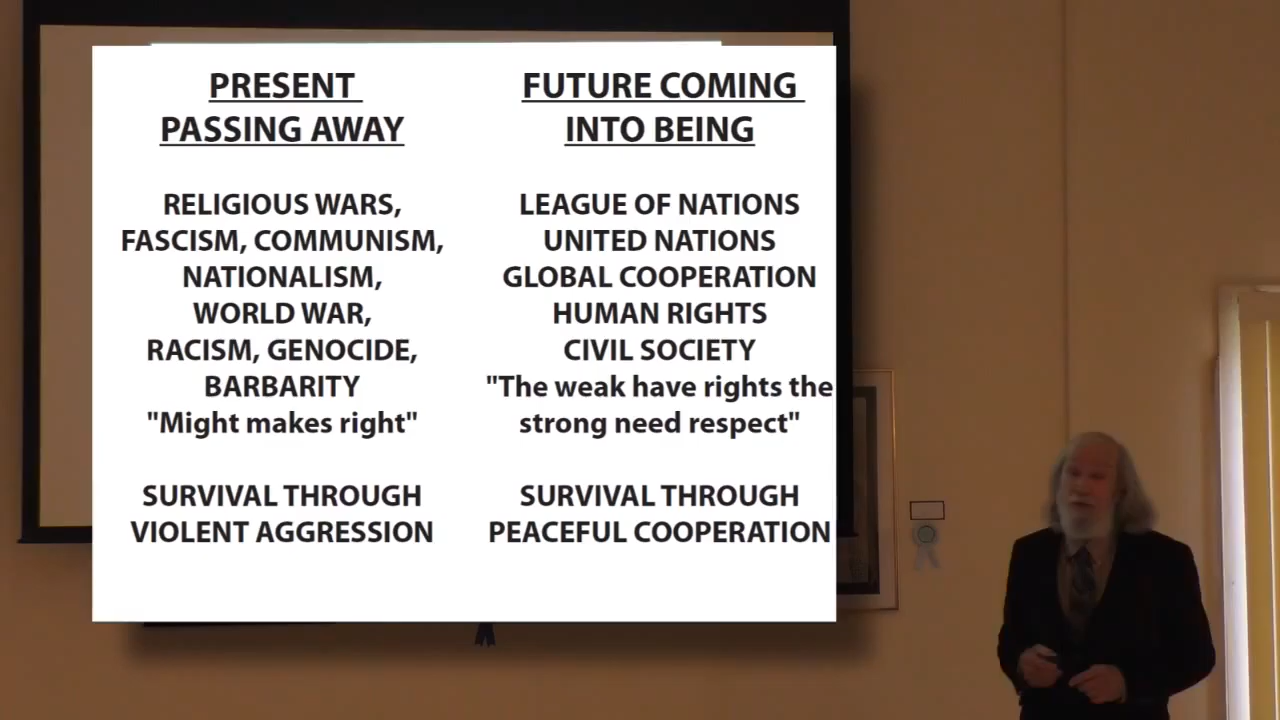 PRESENT
PASSING AWAY
RELIGIOUS WARS,
FASCISM, COMMUNISM,
NATIONALISM,
WORLD WAR,
RACISM, GENOCIDE,
BARBARITY
"Might makes right"
SURVIVAL THROUGH
VIOLENT AGGRESSION
FUTURE COMING
INTO BEING
LEAGUE OF NATIONS
UNITED NATIONS
GLOBAL COOPERATION
HUMAN RIGHTS
CIVIL SOCIETY
"The weak have rights the
strong need respect"
SURVIVAL THROUGH
PEACEFUL COOPERATION